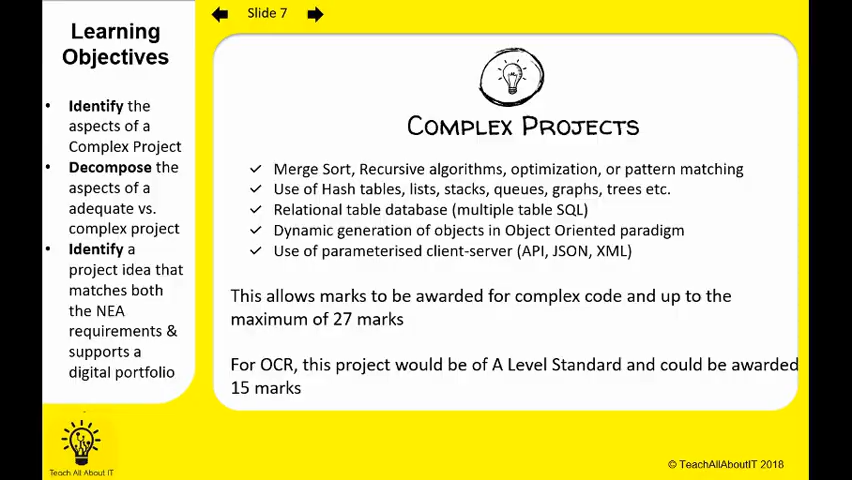 Learning
Objectives
• Identify the
aspects of a
Complex Project
• Decompose the
aspects of a
adequate vs.
complex project
• Identify a
project idea that
matches both
the NEA
requirements &
supports a
digital portfolio
Teach All About IT
Slide 7
Complex Projects
✓ Merge Sort, Recursive algorithms, optimization, or pattern matching
✓ Use of Hash tables, lists, stacks, queues, graphs, trees etc.
✓ Relational table database (multiple table SQL)
✓ Dynamic generation of objects in Object Oriented paradigm
✓ Use of parameterised client-server (API, JSON, XML)
This allows marks to be awarded for complex code and up to the
maximum of 27 marks
For OCR, this project would be of A Level Standard and could be awarded
15 marks
© TeachAllAboutIT 2018